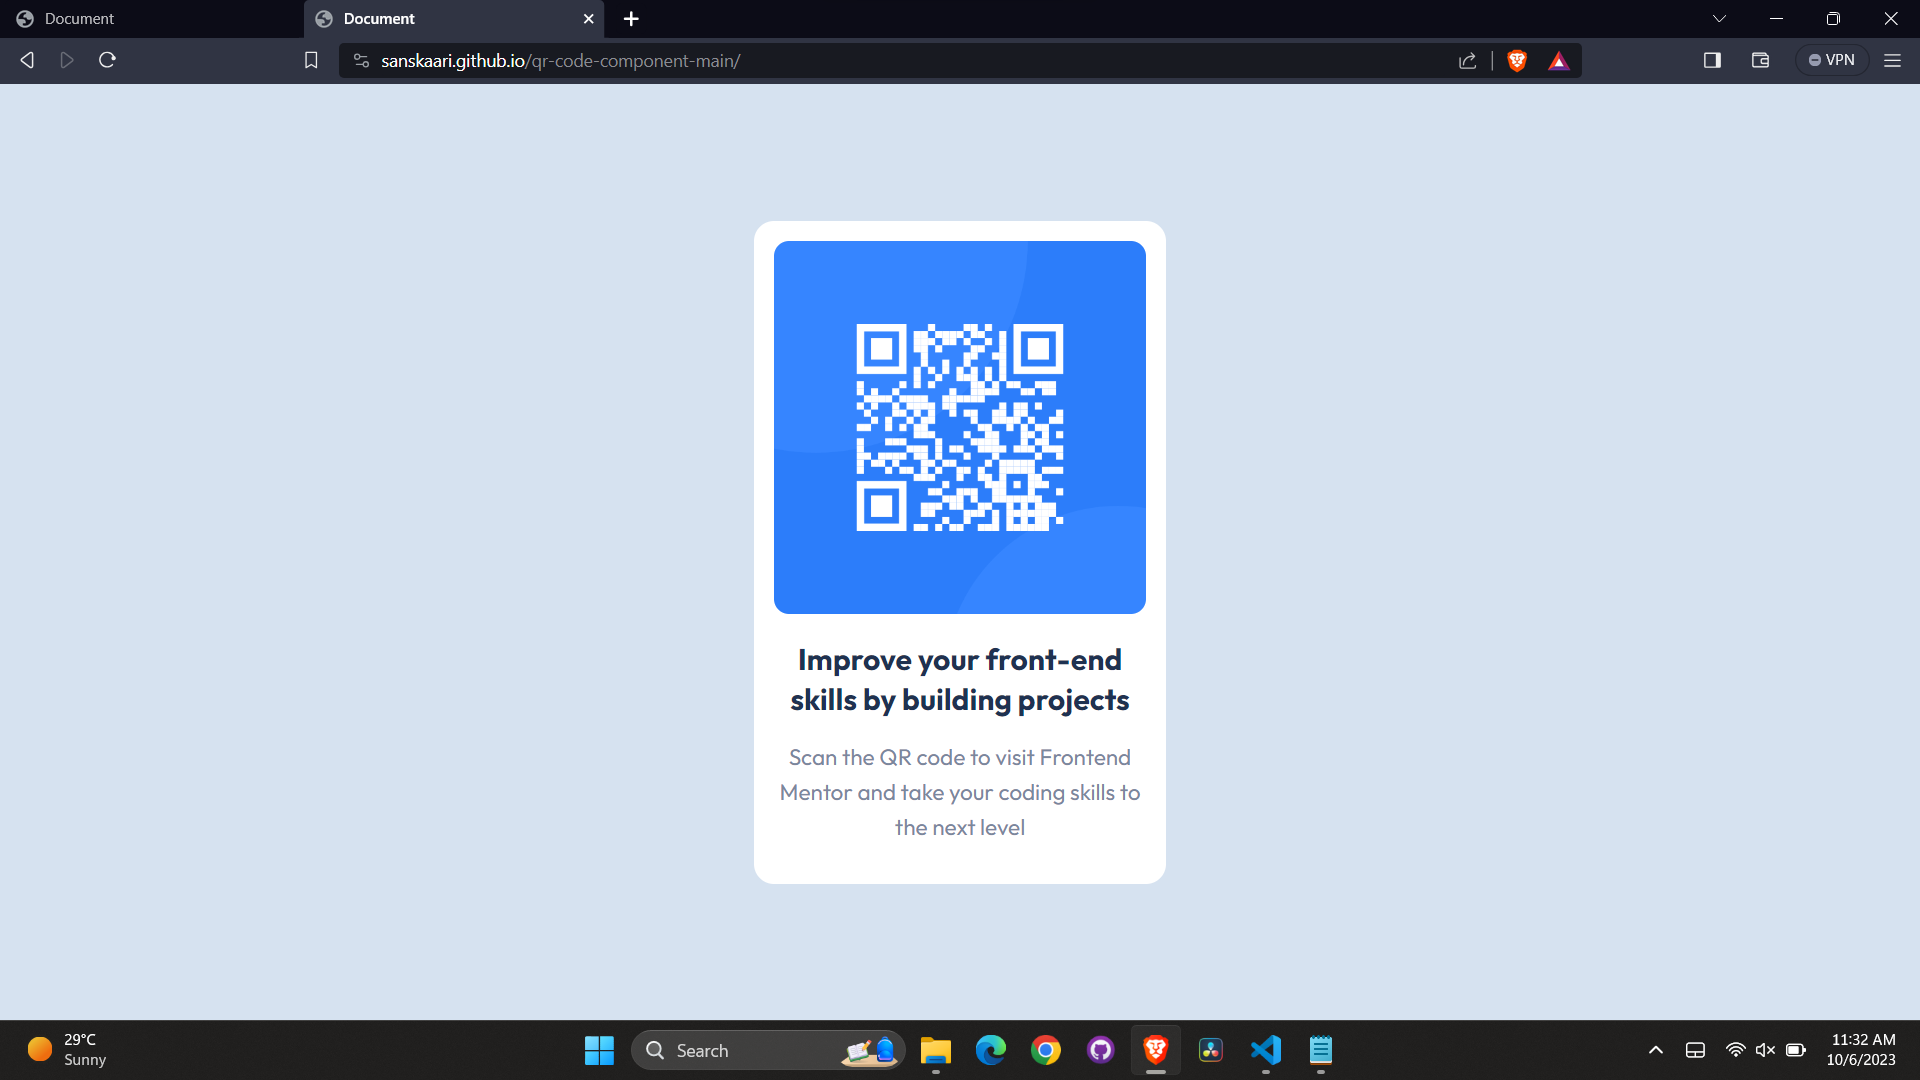 Document
Document
sanskaari.github.io/qr-code-component-main/
VPN
Improve your front-end
skills by building projects
Scan the QR code to visit Frontend
Mentor and take your coding skills to
the next level
29°C
Sunny
Search
11:32 AM
10/6/2023